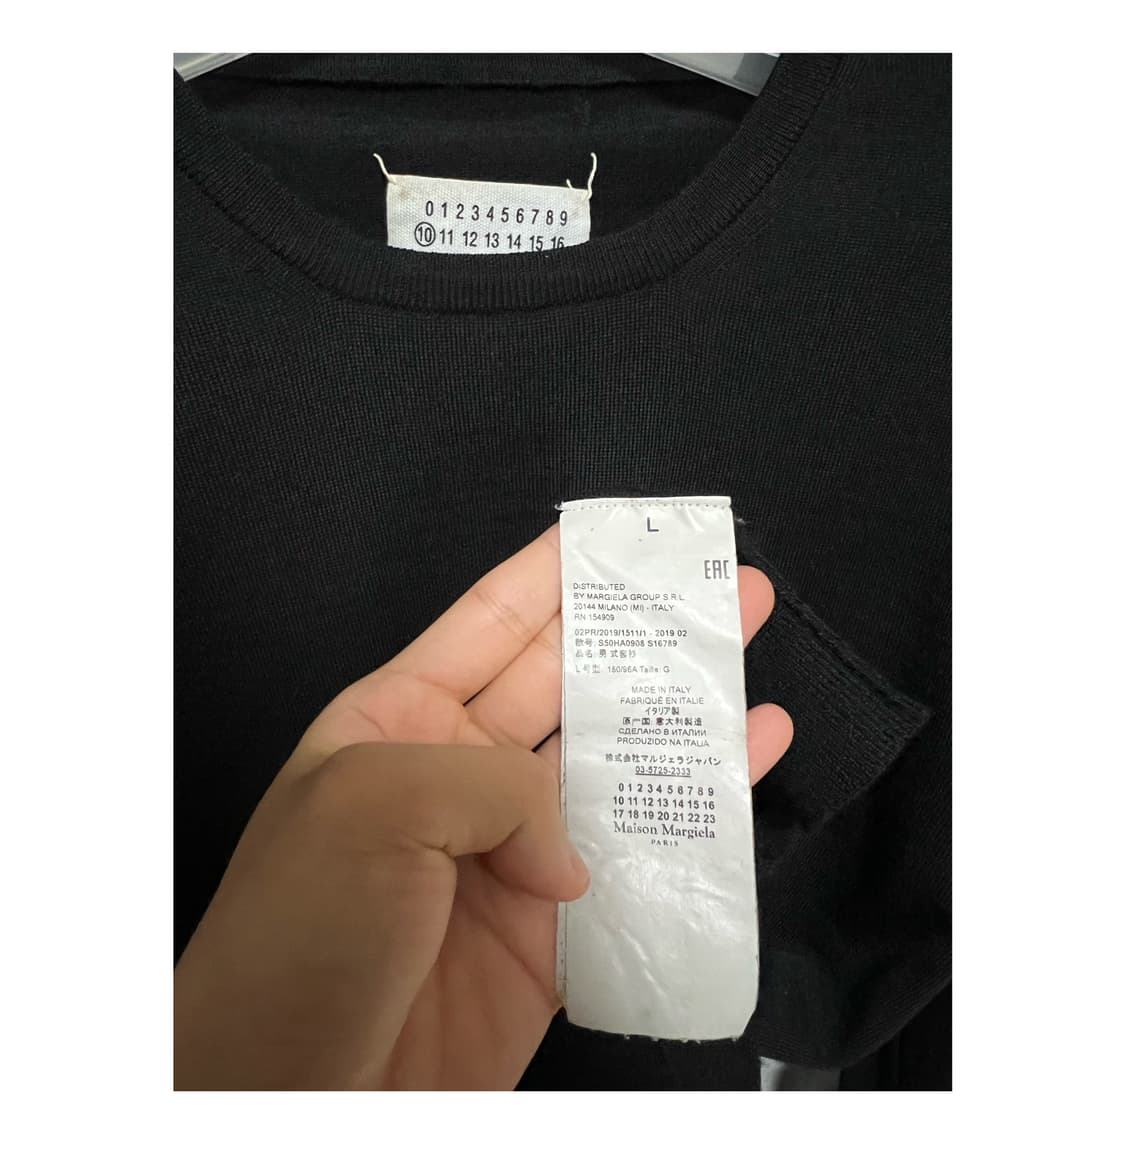 0 1 2 3 4 5 6 7 8 9
10 11 12 13 14 15 16
L
EAC
DISTRIBUTED
BY MARGIELA GROUP S.R.L.
20144 MILANO (MI) - ITALY
RN 154909
02PR/2019/1511/1 - 2019 02
款号: S50HA0908 S16789
品名: 男式套衫
L号型: 180/96A Taille: G
MADE IN ITALY
FABRIQUÉ EN ITALIE
イタリア製
原产国: 意大利製造
СДЕЛАНО В ИТАЛИИ
PRODUZIDO NA ITALIA
株式会社マルジェラジャパン
03-5725-2333
0 1 2 3 4 5 6 7 8 9
10 11 12 13 14 15 16
17 18 19 20 21 22 23
Maison Margiela
PARIS